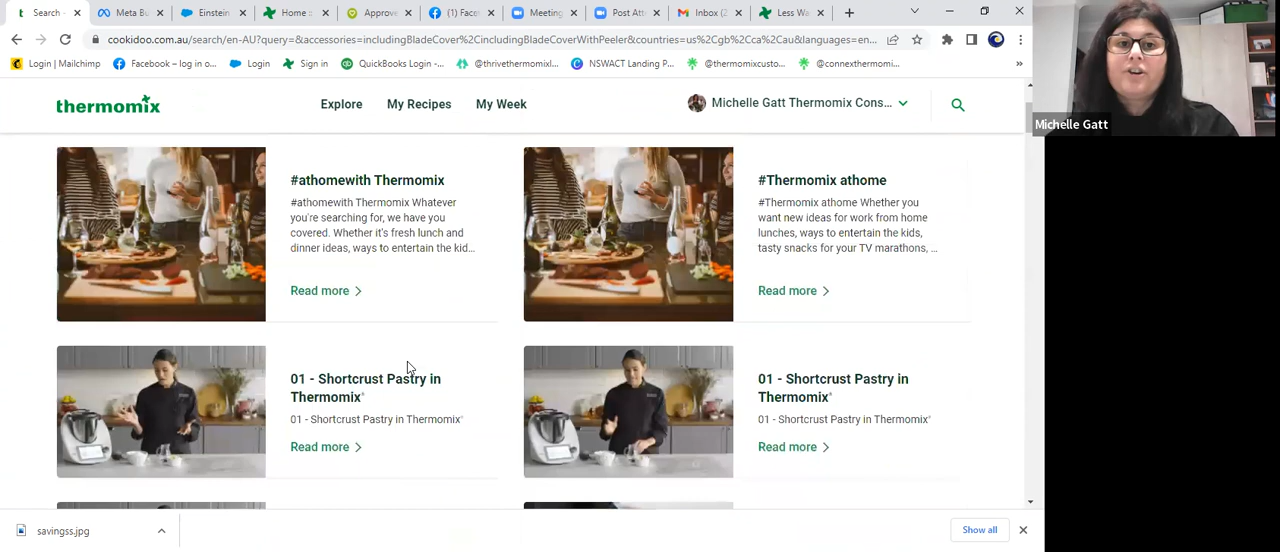 Search -
Meta Bu
Einstein
Home ::
Approve
(1) Face
Meeting
Post Att
Inbox (2
Less Wa
cookidoo.com.au/search/en-AU?query=&accessories=includingBladeCover%2CincludingBladeCoverWithPeeler&countries=us%2Cgb%2Cca%2Cau&languages=en...
Login | Mailchimp
Facebook – log in o...
Login
Sign in
QuickBooks Login -...
@thrivethermomixl...
NSWACT Landing P...
@thermomixcusto...
@connexthermomi...
»
thermomix
Explore
My Recipes
My Week
Michelle Gatt Thermomix Cons...
Michelle Gatt
#athomewith Thermomix
#athomewith Thermomix Whatever
you're searching for, we have you
covered. Whether it's fresh lunch and
dinner ideas, ways to entertain the kid...
Read more
#Thermomix athome
#Thermomix athome Whether you
want new ideas for work from home
lunches, ways to entertain the kids,
tasty snacks for your TV marathons, ...
Read more
01 - Shortcrust Pastry in
Thermomix®
01 - Shortcrust Pastry in Thermomix®
Read more
01 - Shortcrust Pastry in
Thermomix®
01 - Shortcrust Pastry in Thermomix®
Read more
savingss.jpg
Show all